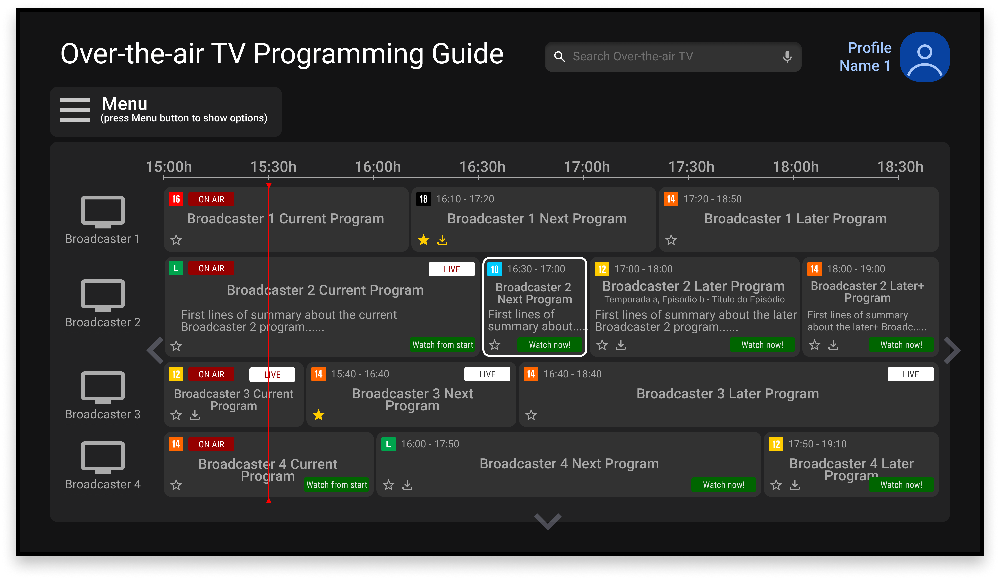 Over-the-air TV Programming Guide
Search Over-the-air TV
Profile
Name 1
Menu
(press Menu button to show options)
15:00h 15:30h 16:00h 16:30h 17:00h 17:30h 18:00h 18:30h
Broadcaster 1
16 ON AIR
Broadcaster 1 Current Program
18 16:10 - 17:20
Broadcaster 1 Next Program
14 17:20 - 18:50
Broadcaster 1 Later Program
Broadcaster 2
L ON AIR LIVE
Broadcaster 2 Current Program
First lines of summary about the current
Broadcaster 2 program......
Watch from start
10 16:30 - 17:00
Broadcaster 2
Next Program
First lines of
summary about......
Watch now!
12 17:00 - 18:00
Broadcaster 2 Later Program
Temporada a, Episódio b - Título do Episódio
First lines of summary about the later
Broadcaster 2 program......
Watch now!
14 18:00 - 19:00
Broadcaster 2 Later+
Program
First lines of summary
about the later+ Broadc.....
Watch now!
Broadcaster 3
12 ON AIR LIVE
Broadcaster 3 Current
Program
14 15:40 - 16:40 LIVE
Broadcaster 3 Next
Program
14 16:40 - 18:40 LIVE
Broadcaster 3 Later Program
Broadcaster 4
14 ON AIR
Broadcaster 4 Current
Program
Watch from start
L 16:00 - 17:50
Broadcaster 4 Next Program
Watch now!
12 17:50 - 19:10
Broadcaster 4 Later
Program
Watch now!